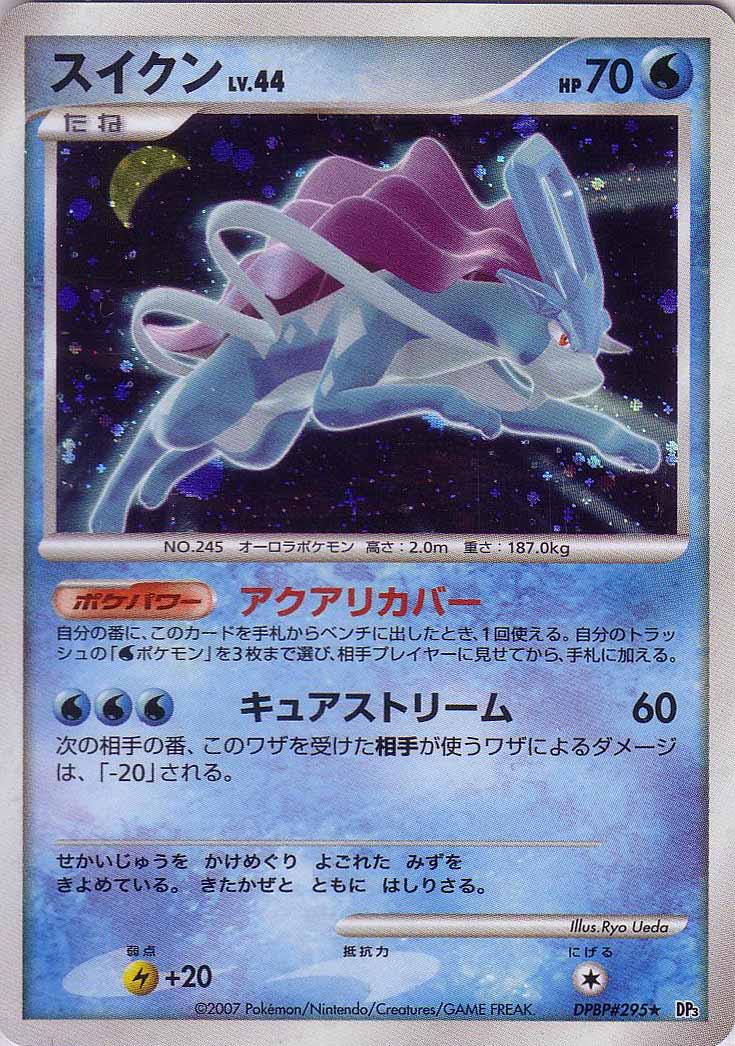 スイクン LV.44 HP 70
たね
NO.245 オーロラポケモン 高さ：2.0m 重さ：187.0kg
ポケパワー アクアリカバー
自分の番に、このカードを手札からベンチに出したとき、1回使える。自分のトラッ
シュの「ポケモン」を3枚まで選び、相手プレイヤーに見せてから、手札に加える。
キュアストリーム 60
次の相手の番、このワザを受けた相手が使うワザによるダメージ
は、「-20」される。
せかいじゅうを かけめぐり よごれた みずを
きよめている。 きたかぜと ともに はしりさる。
Illus.Ryo Ueda
弱点 抵抗力 にげる
+20
©2007 Pokémon/Nintendo/Creatures/GAME FREAK. DPBP#295★ DP3